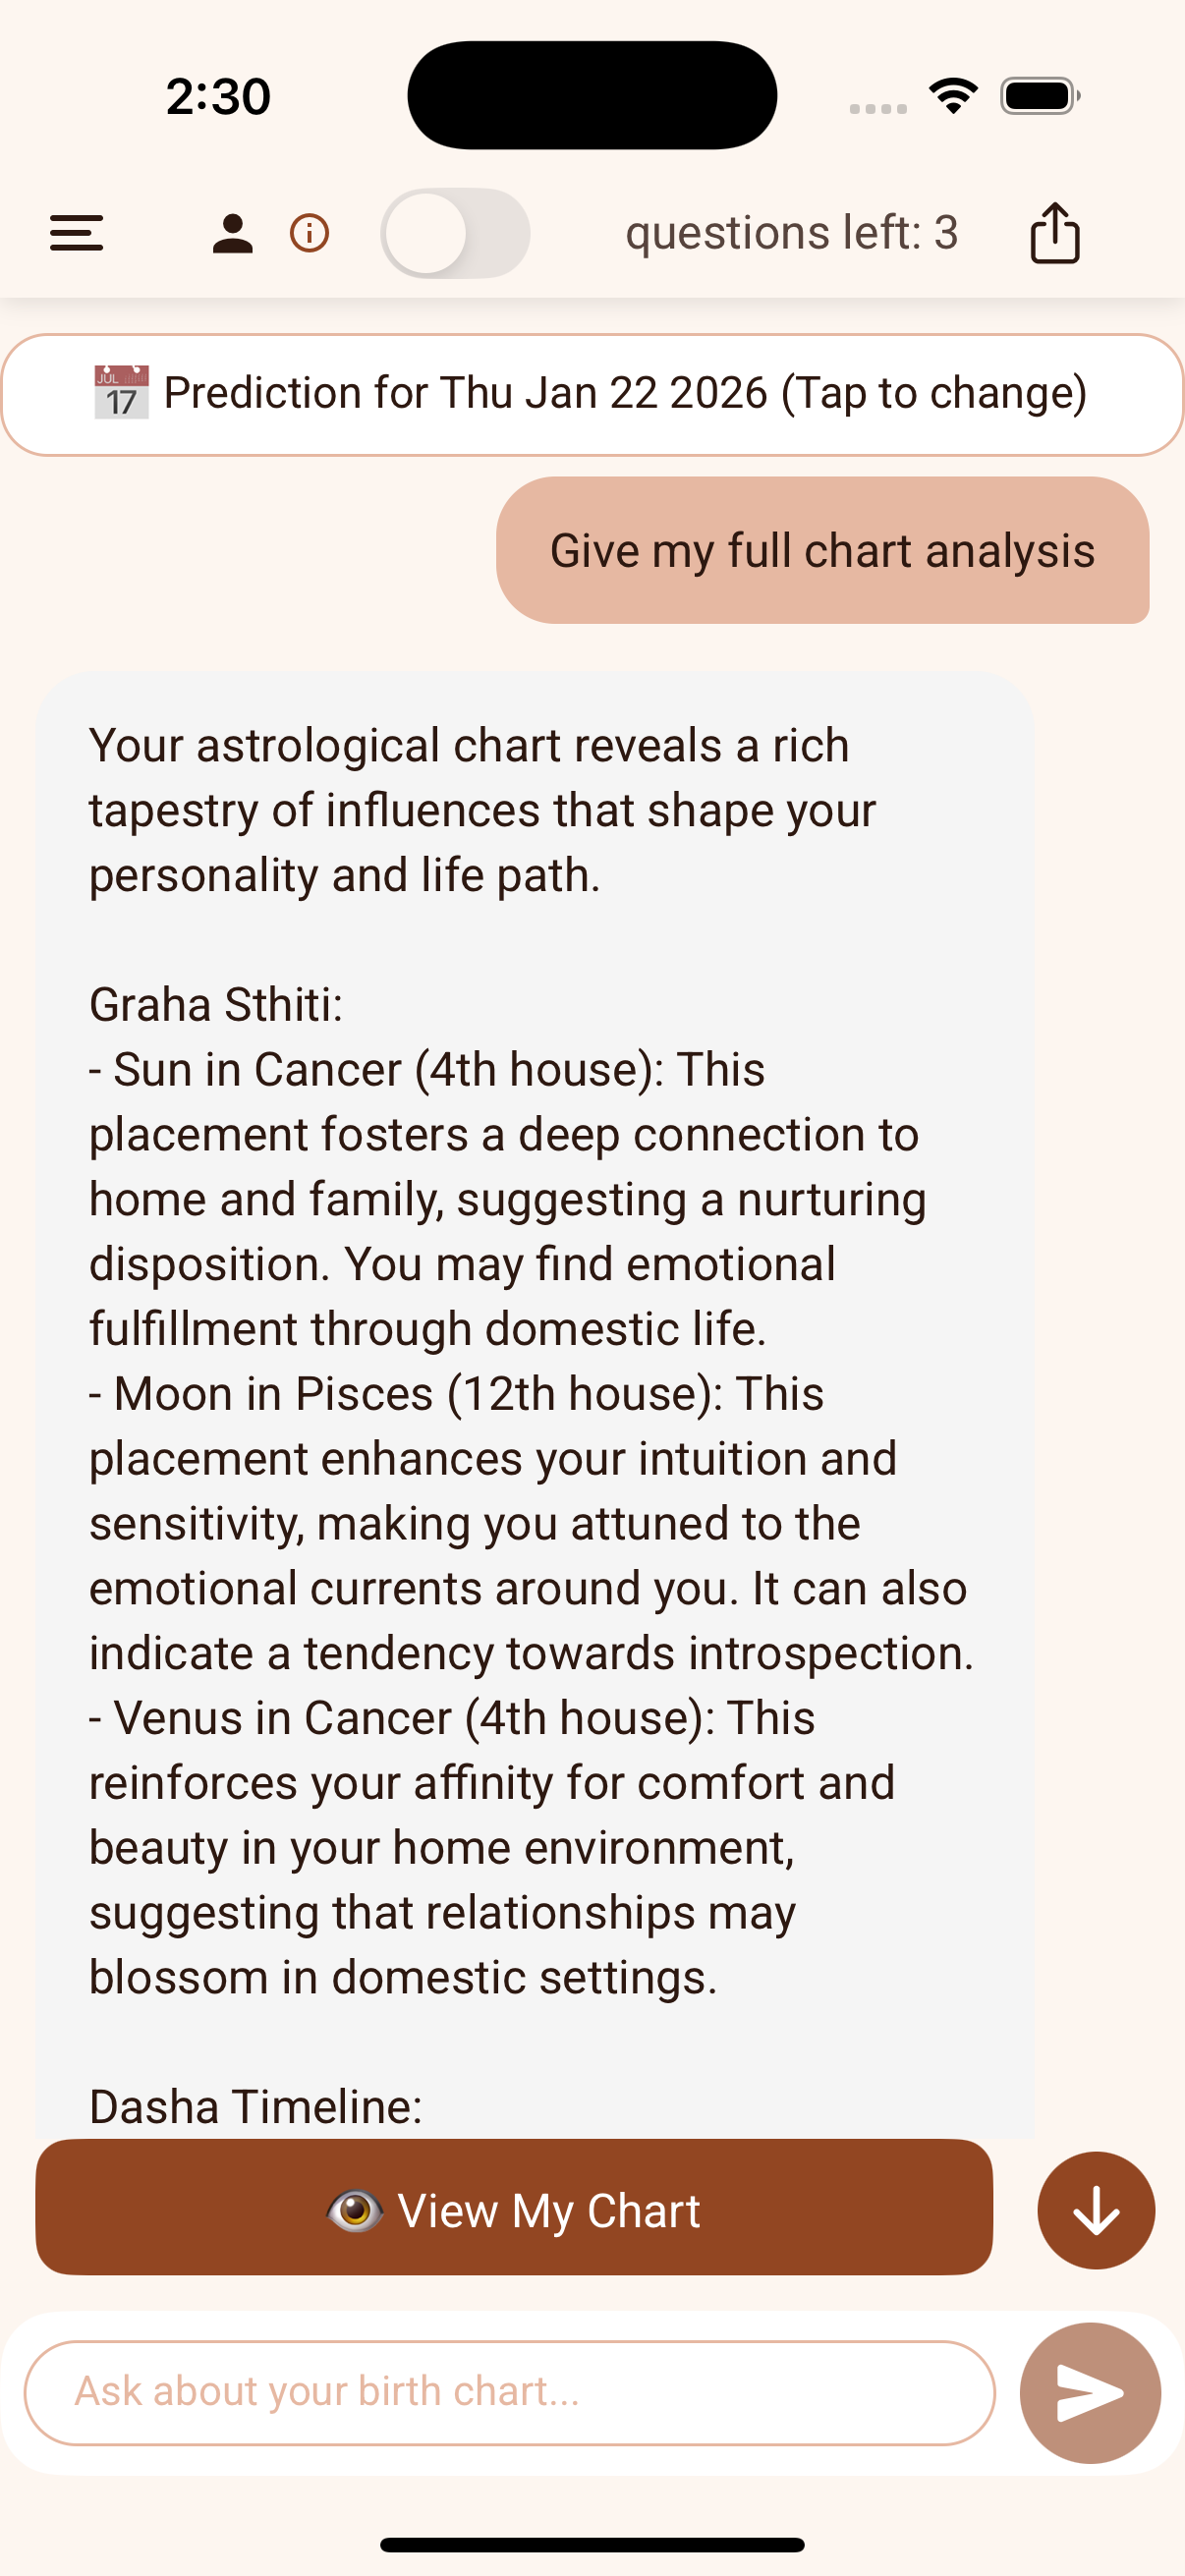 2:30
questions left: 3
JUL
17
Prediction for Thu Jan 22 2026 (Tap to change)
Give my full chart analysis
Your astrological chart reveals a rich
tapestry of influences that shape your
personality and life path.
Graha Sthiti:
- Sun in Cancer (4th house): This
placement fosters a deep connection to
home and family, suggesting a nurturing
disposition. You may find emotional
fulfillment through domestic life.
- Moon in Pisces (12th house): This
placement enhances your intuition and
sensitivity, making you attuned to the
emotional currents around you. It can also
indicate a tendency towards introspection.
- Venus in Cancer (4th house): This
reinforces your affinity for comfort and
beauty in your home environment,
suggesting that relationships may
blossom in domestic settings.
Dasha Timeline:
View My Chart
Ask about your birth chart...